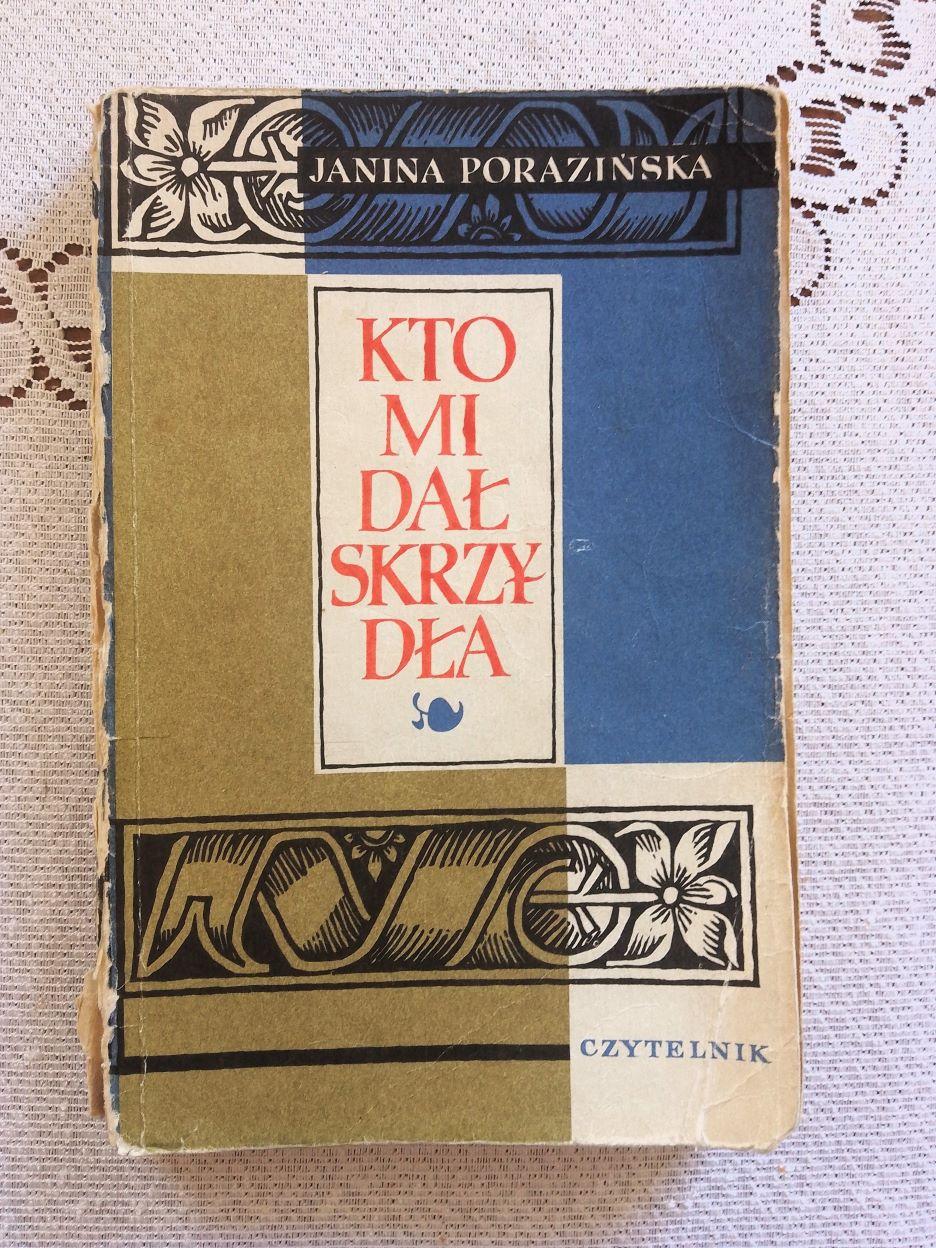 JANINA PORAZIŃSKA
KTO
MI
DAŁ
SKRZY
DŁA
CZYTELNIK